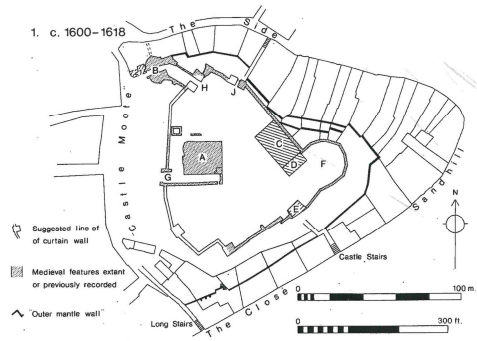 1. c. 1600–1618
The Side
B
H
J
Castle Moote
C
A
D
F
G
E
Sandhill
N
Suggested line of
of curtain wall
Castle Stairs
Medieval features extant
or previously recorded
0 100 m.
"Outer mantle wall"
The Close
0 300 ft.
Long Stairs